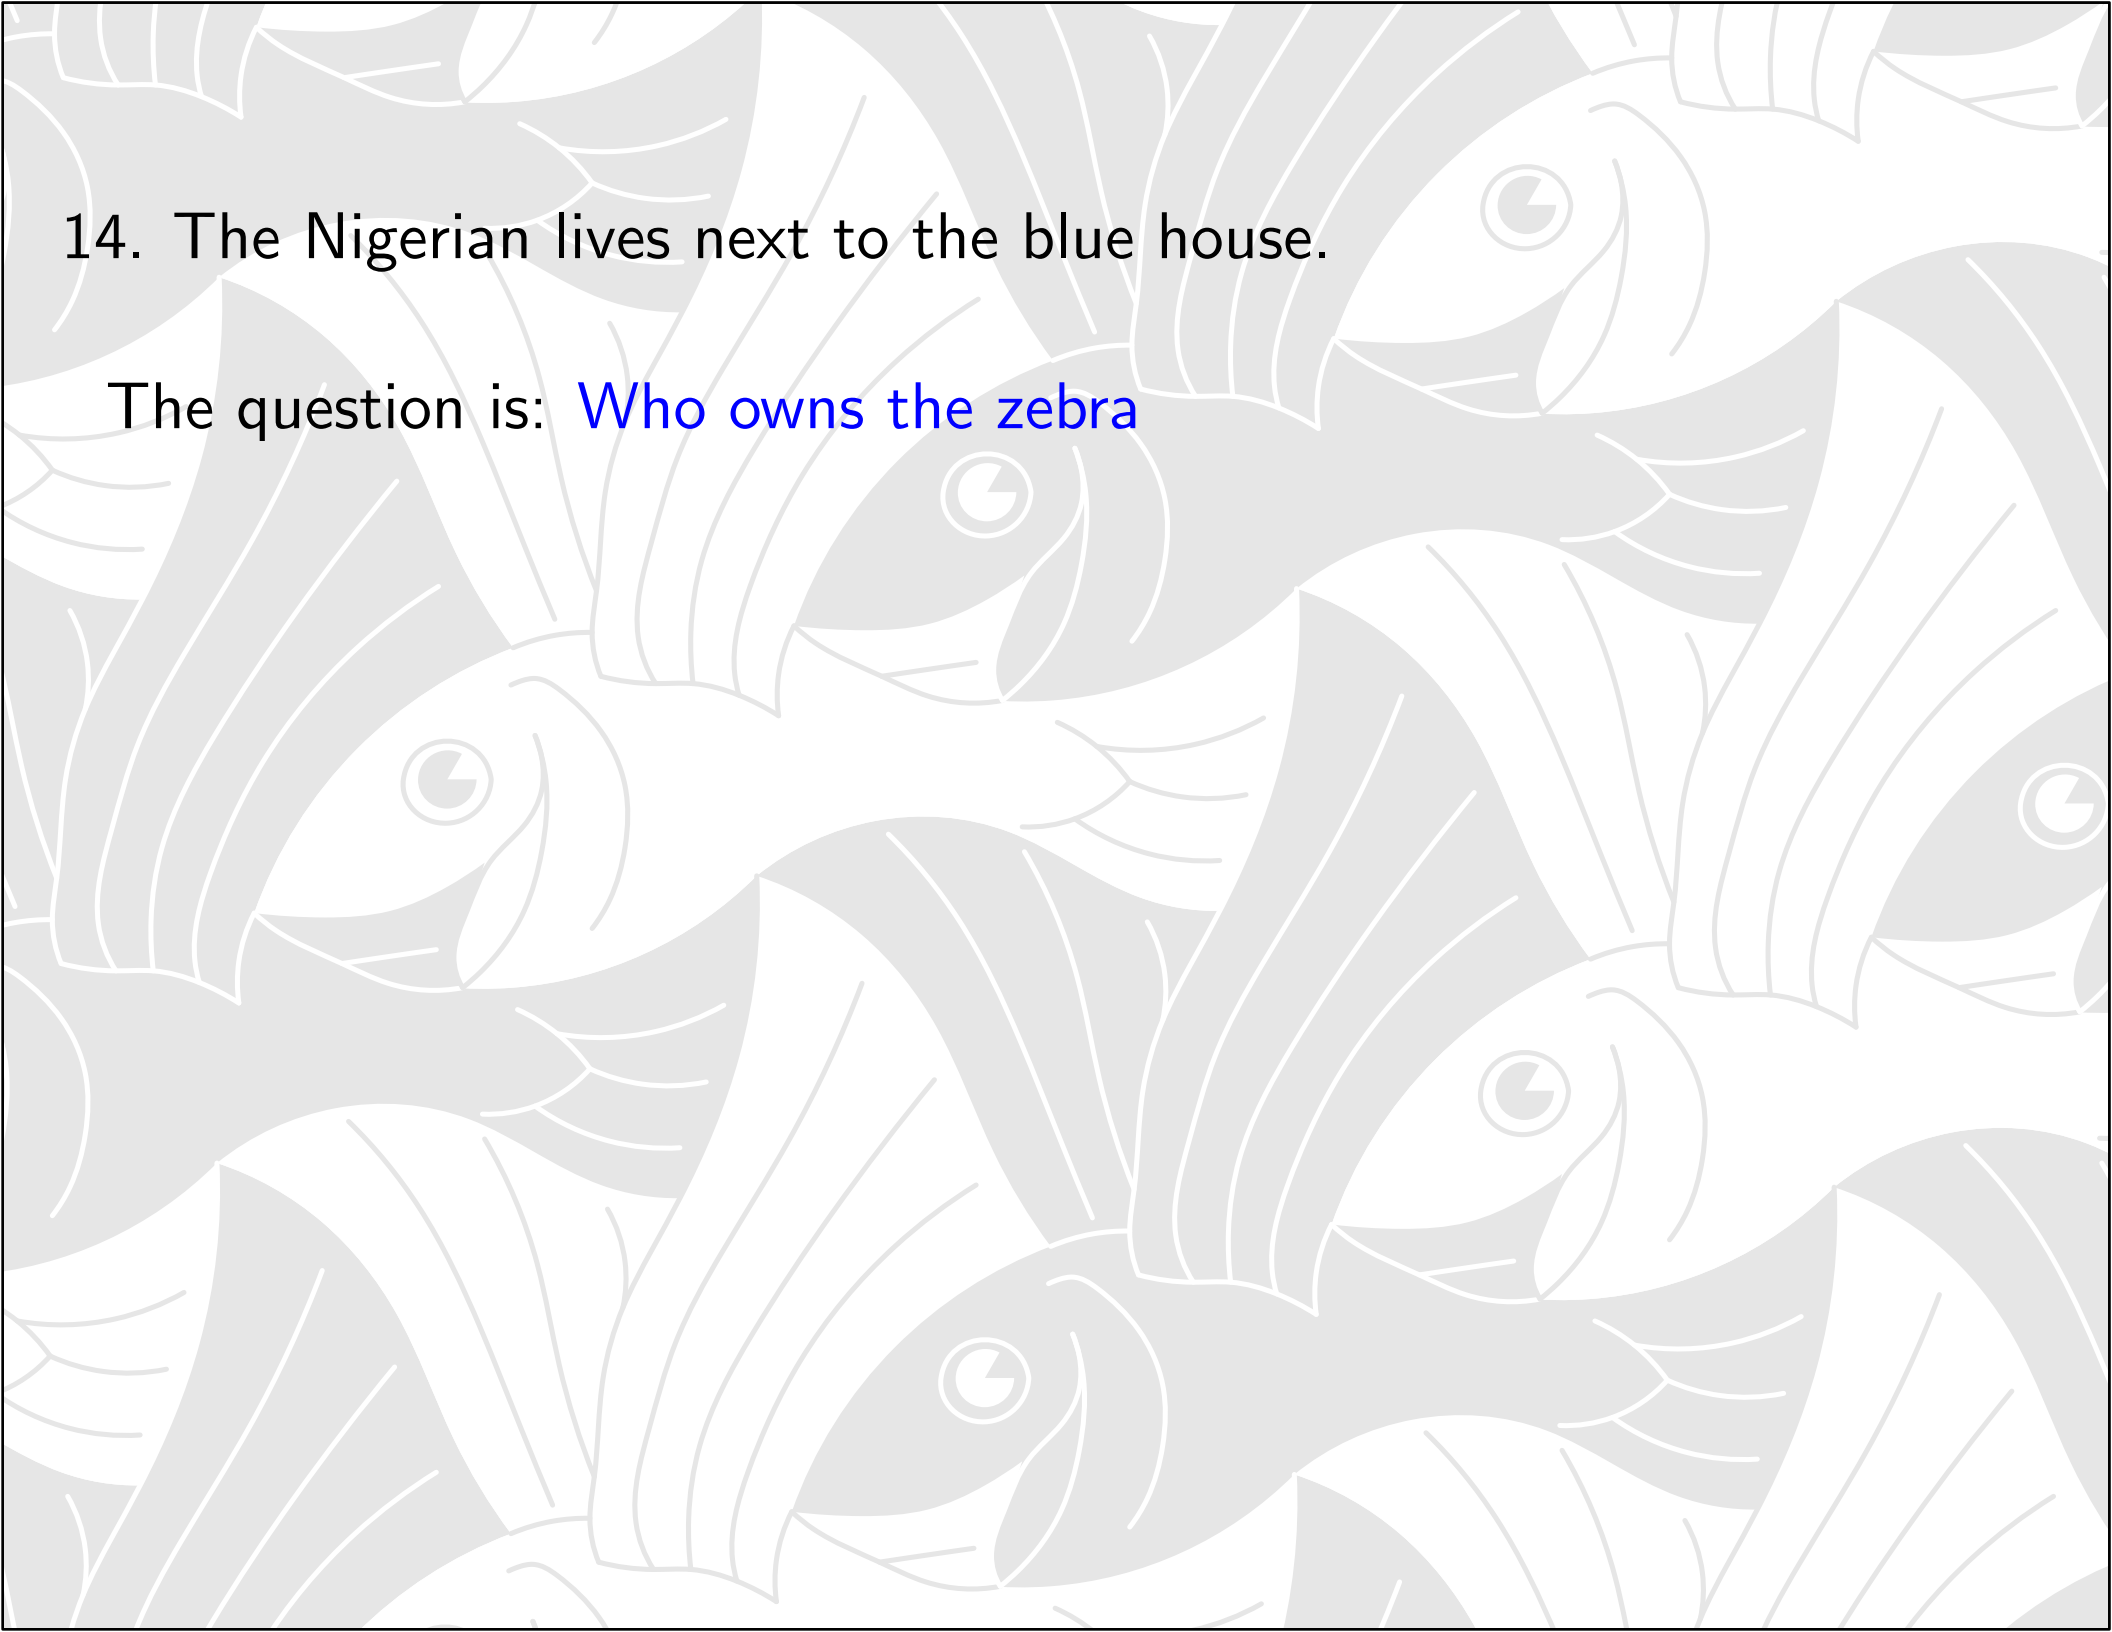 14. The Nigerian lives next to the blue house.
The question is: Who owns the zebra